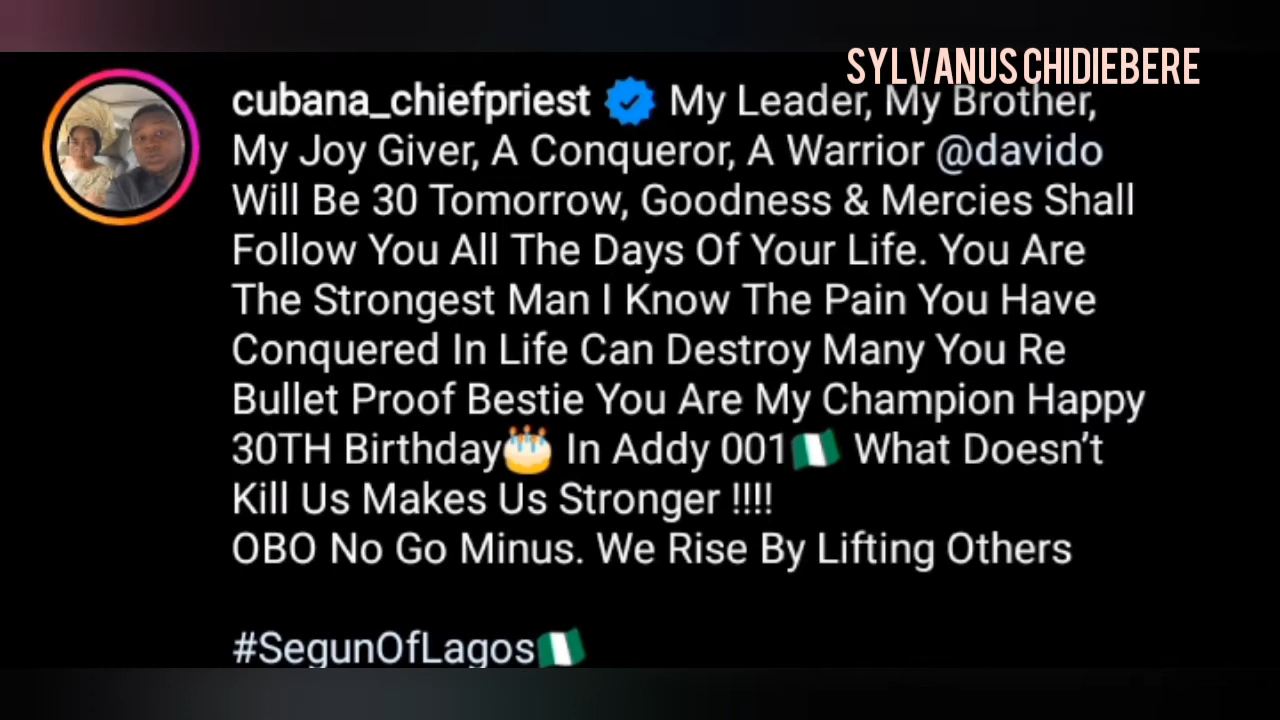 SYLVANUS CHIDIEBERE
cubana_chiefpriest My Leader, My Brother,
My Joy Giver, A Conqueror, A Warrior @davido
Will Be 30 Tomorrow, Goodness & Mercies Shall
Follow You All The Days Of Your Life. You Are
The Strongest Man I Know The Pain You Have
Conquered In Life Can Destroy Many You Re
Bullet Proof Bestie You Are My Champion Happy
30TH Birthday🎂 In Addy 001🇳🇬 What Doesn’t
Kill Us Makes Us Stronger !!!!
OBO No Go Minus. We Rise By Lifting Others
#SegunOfLagos🇳🇬